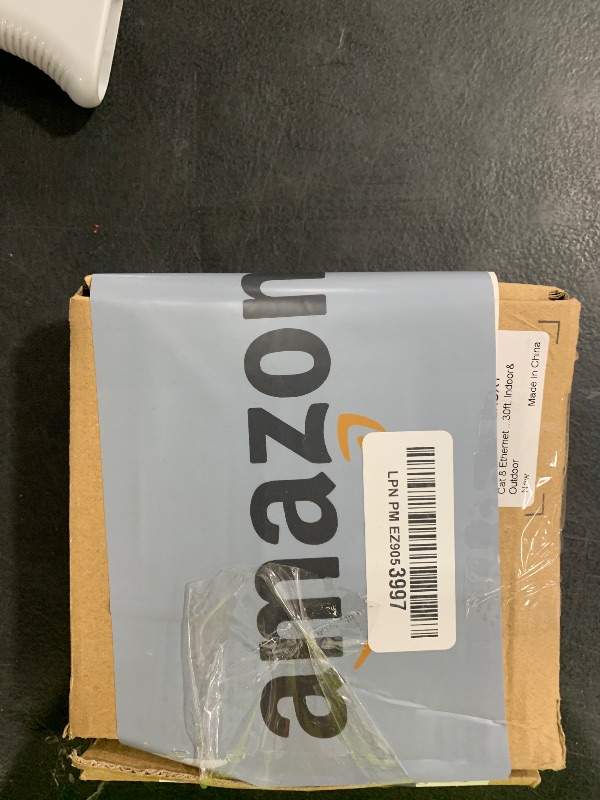 amazon
LPN PM EZ9053997
Cat 8 Ethernet ...30ft. Indoor&
Outdoor
New
Made in China